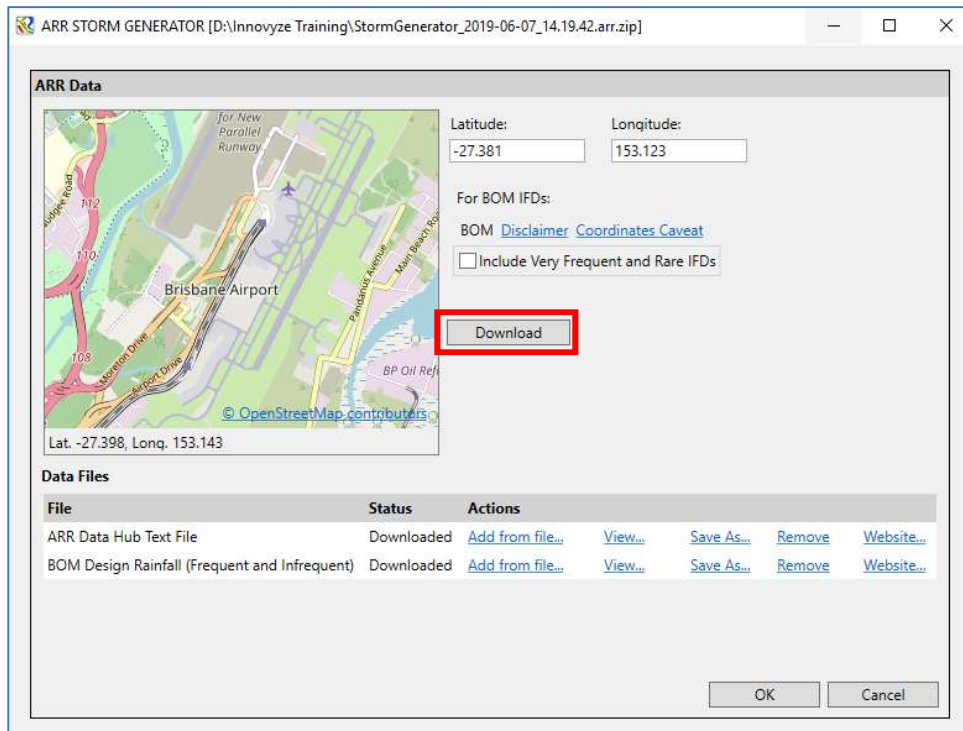 ARR STORM GENERATOR [D:\Innovyze Training\StormGenerator_2019-06-07_14.19.42.arr.zip]
ARR Data
for New
Parallel
Runway
Road
112
110
108
Brisbane Airport
Moreton Drive
Airport Drive
Pandanus Avenue
Main Beach Ro
BP Oil Refi
© OpenStreetMap contributors
Lat. -27.398, Long. 153.143
Latitude:
Longitude:
-27.381
153.123
For BOM IFDs:
BOM Disclaimer Coordinates Caveat
Include Very Frequent and Rare IFDs
Download
Data Files
File Status Actions
ARR Data Hub Text File Downloaded Add from file... View... Save As... Remove Website...
BOM Design Rainfall (Frequent and Infrequent) Downloaded Add from file... View... Save As... Remove Website...
OK Cancel